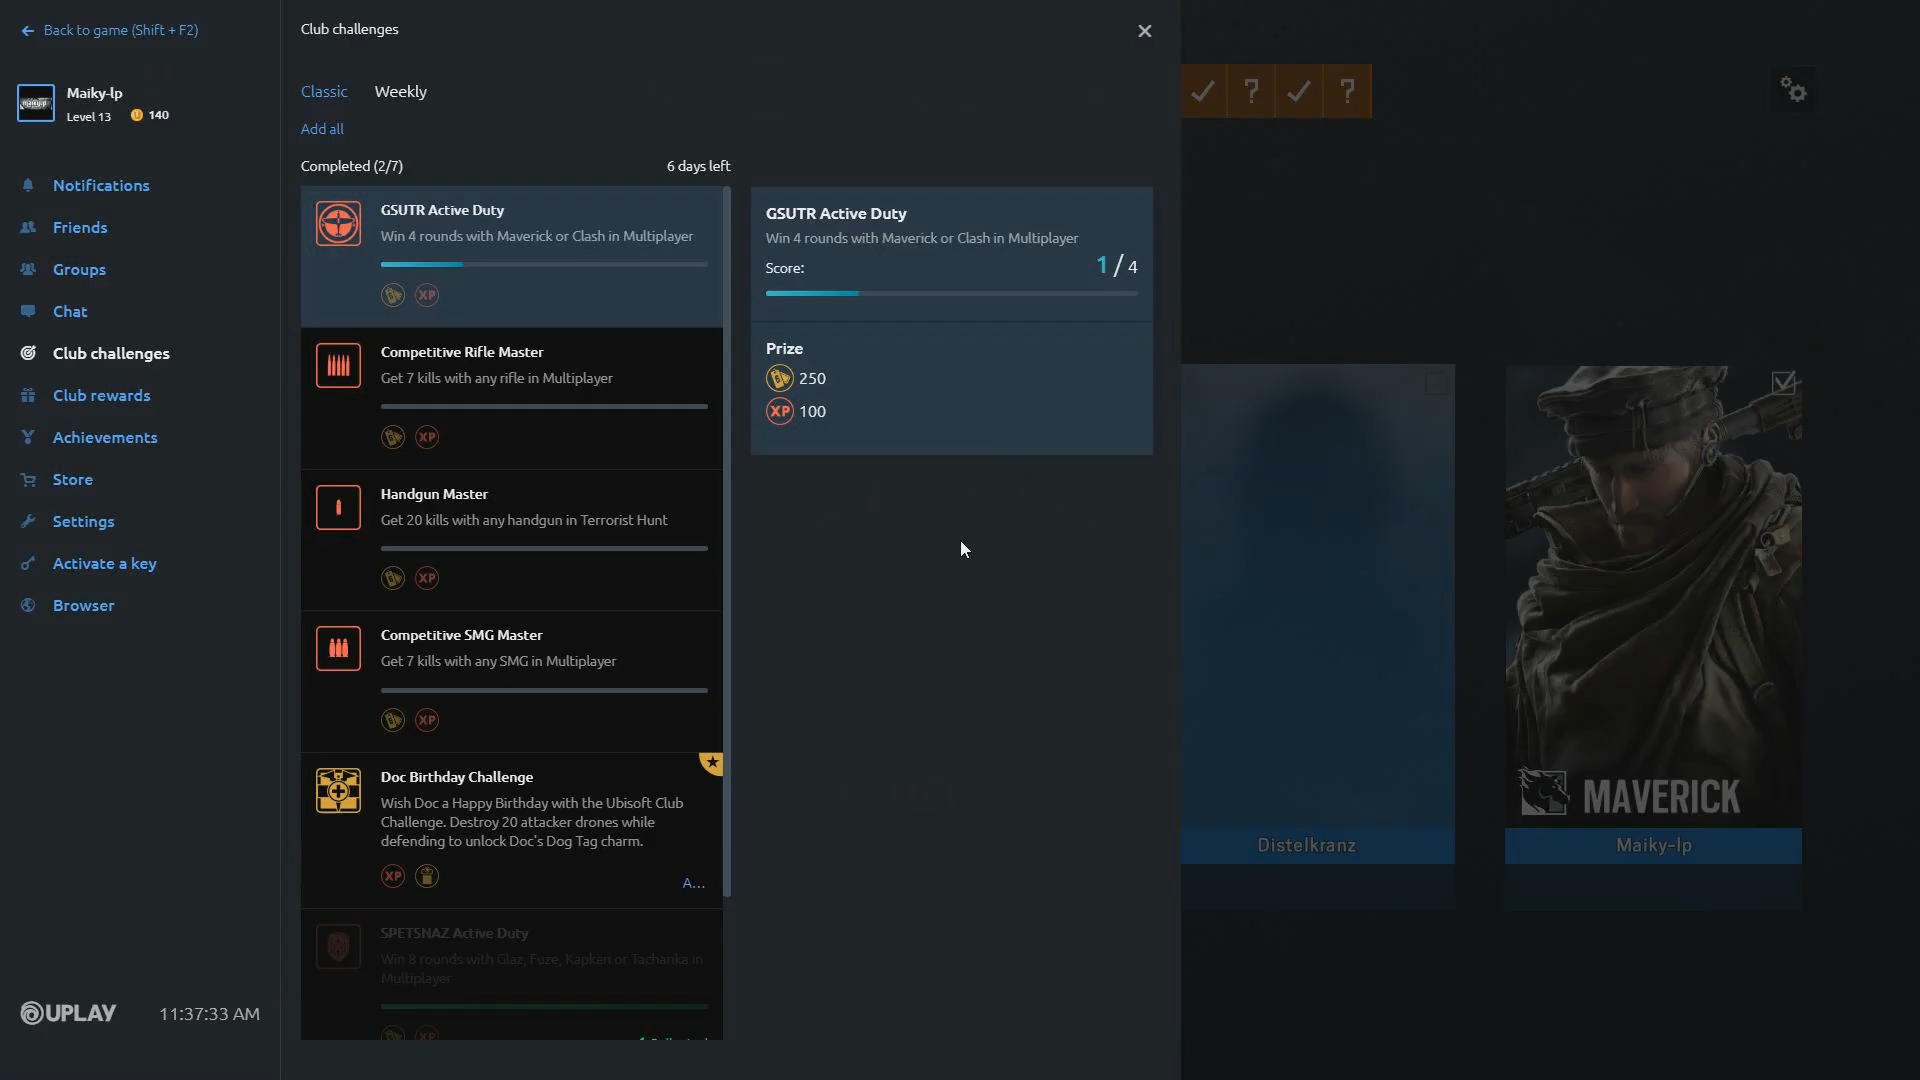 Back to game (Shift + F2)
Maiky-lp
Level 13
140
Notifications
Friends
Groups
Chat
Club challenges
Club rewards
Achievements
Store
Settings
Activate a key
Browser
UPLAY
11:37:33 AM
Club challenges
Classic
Weekly
Add all
Completed (2/7)
6 days left
GSUTR Active Duty
Win 4 rounds with Maverick or Clash in Multiplayer
XP
Competitive Rifle Master
Get 7 kills with any rifle in Multiplayer
XP
Handgun Master
Get 20 kills with any handgun in Terrorist Hunt
XP
Competitive SMG Master
Get 7 kills with any SMG in Multiplayer
XP
Doc Birthday Challenge
Wish Doc a Happy Birthday with the Ubisoft Club
Challenge. Destroy 20 attacker drones while
defending to unlock Doc's Dog Tag charm.
XP
A...
SPETSNAZ Active Duty
Win 8 rounds with Glaz, Fuze, Kapkan or Tachanka in
Multiplayer
XP
GSUTR Active Duty
Win 4 rounds with Maverick or Clash in Multiplayer
Score:
1 / 4
Prize
250
XP 100
? ?
MAVERICK
Distelkranz
Maiky-lp